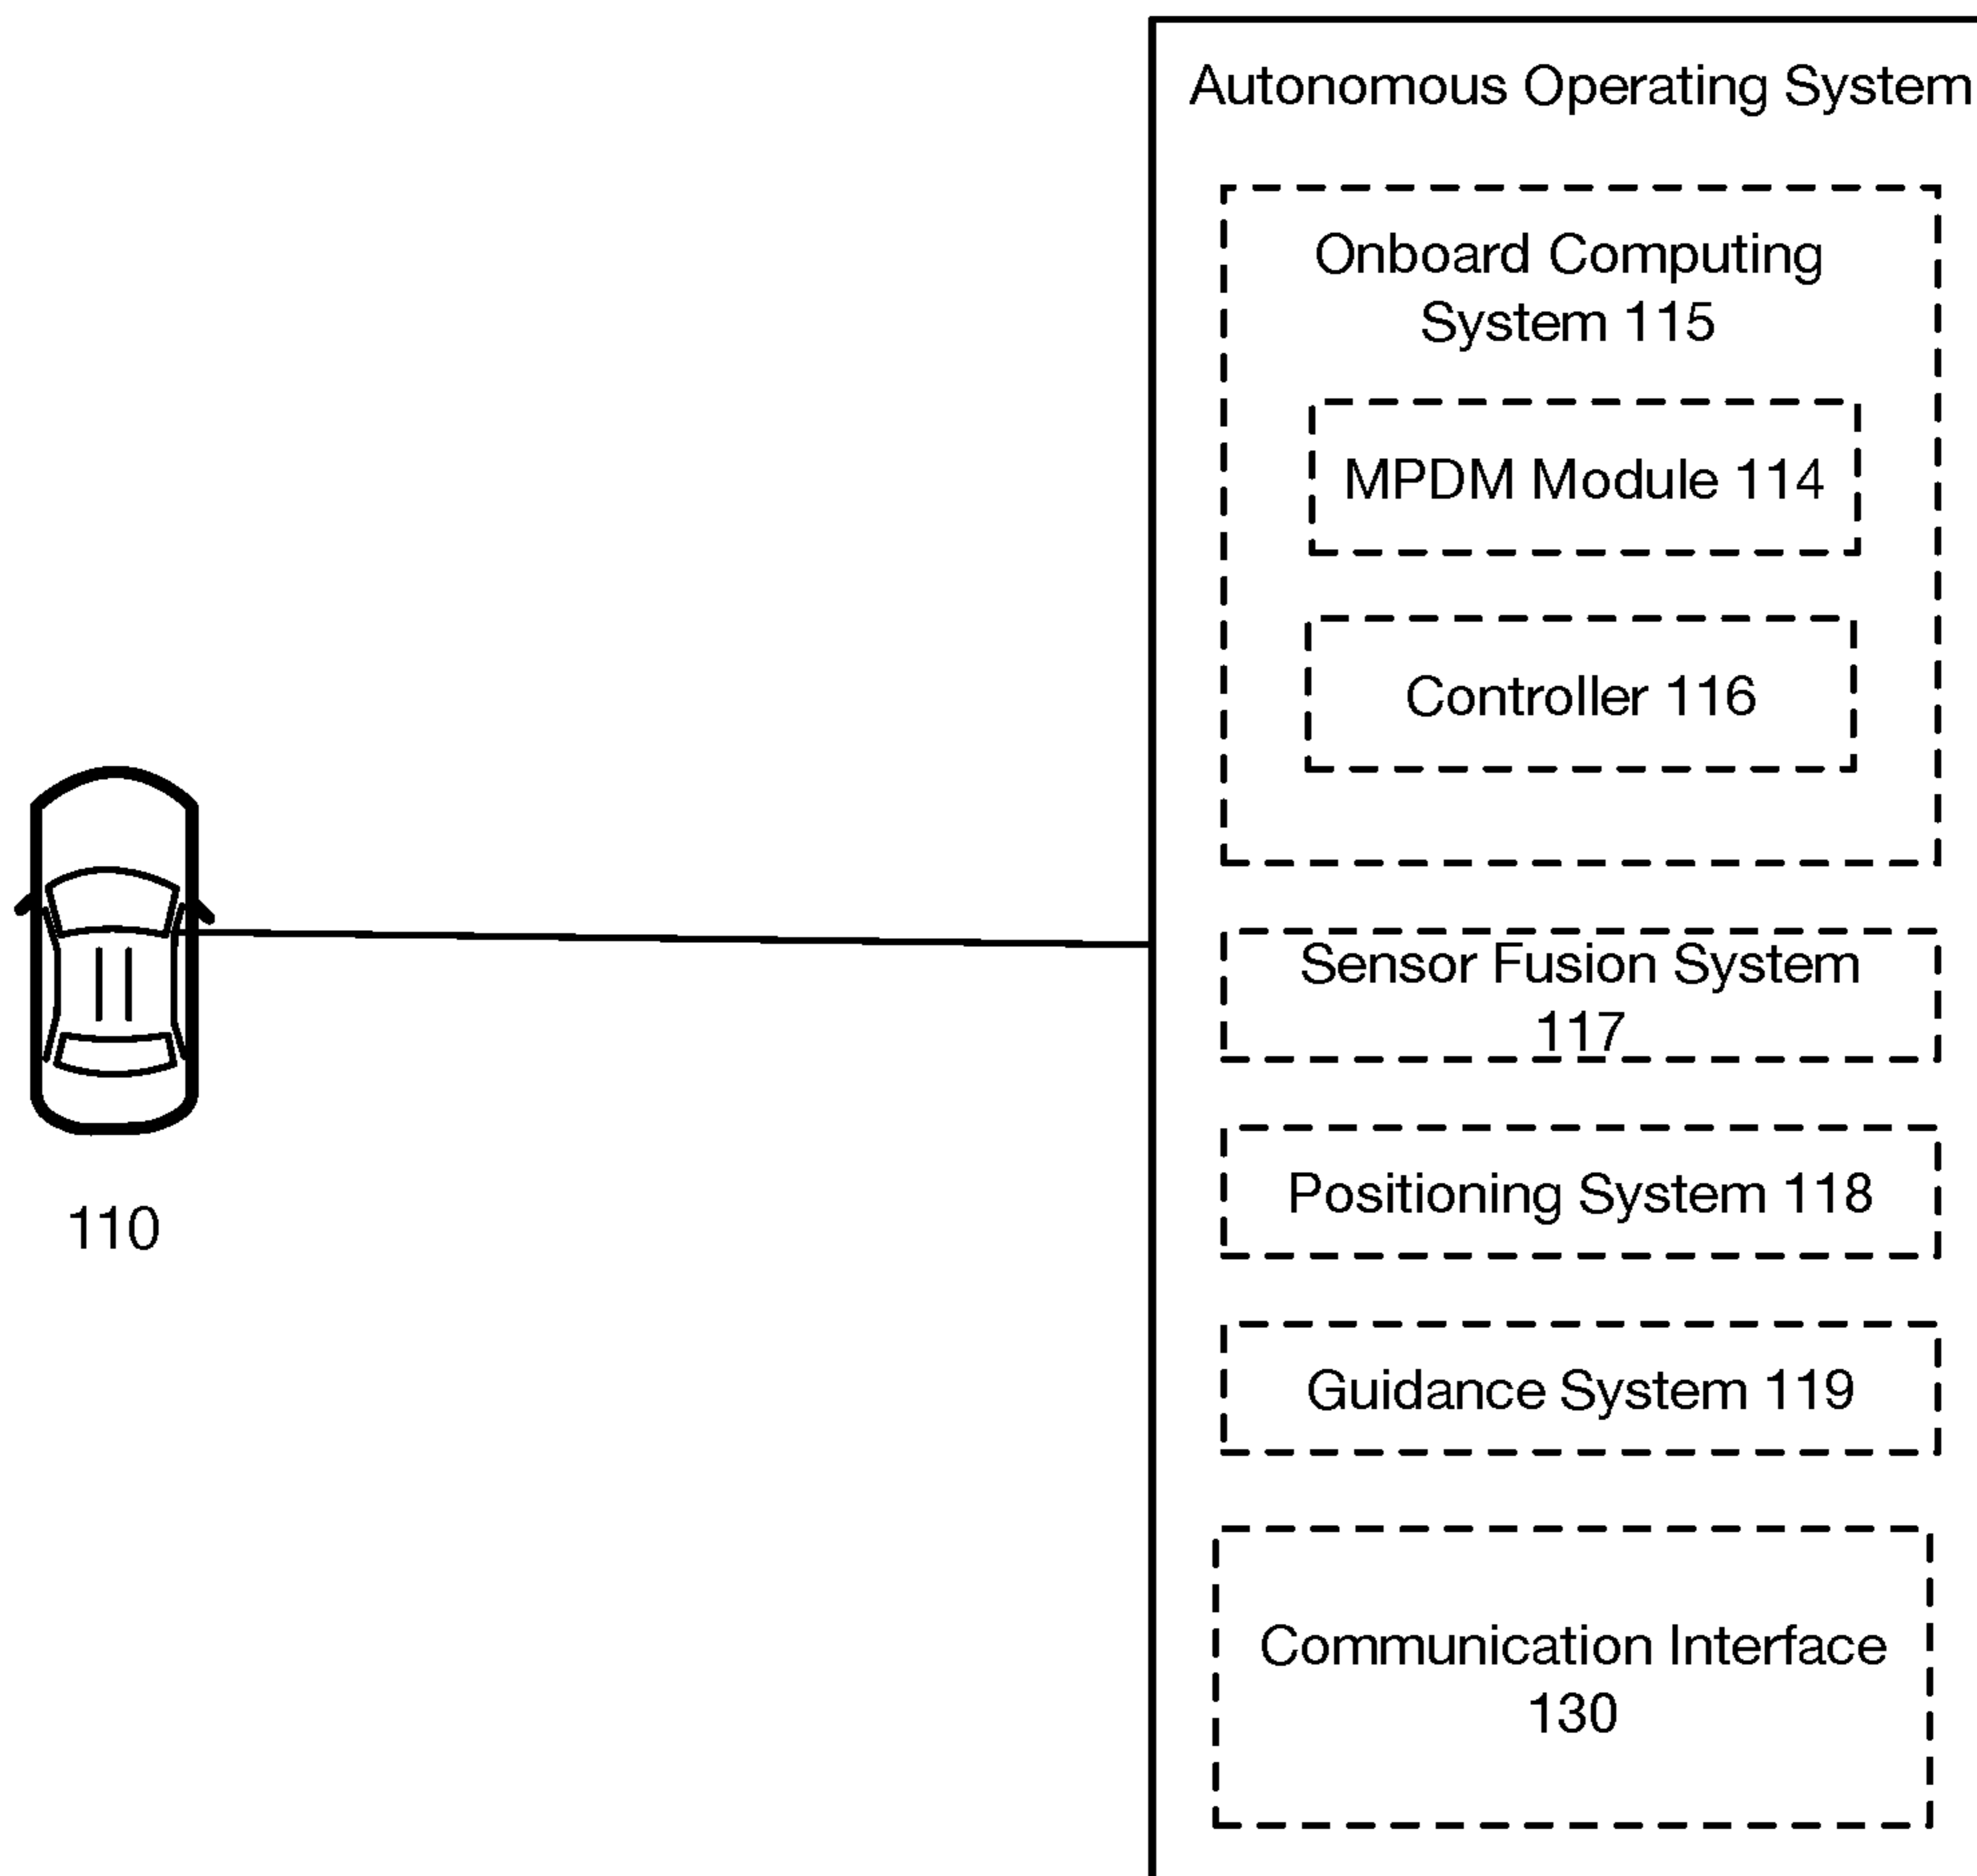 Autonomous Operating System
Onboard Computing
System 115
MPDM Module 114
Controller 116
Sensor Fusion System
117
Positioning System 118
Guidance System 119
Communication Interface
130
110